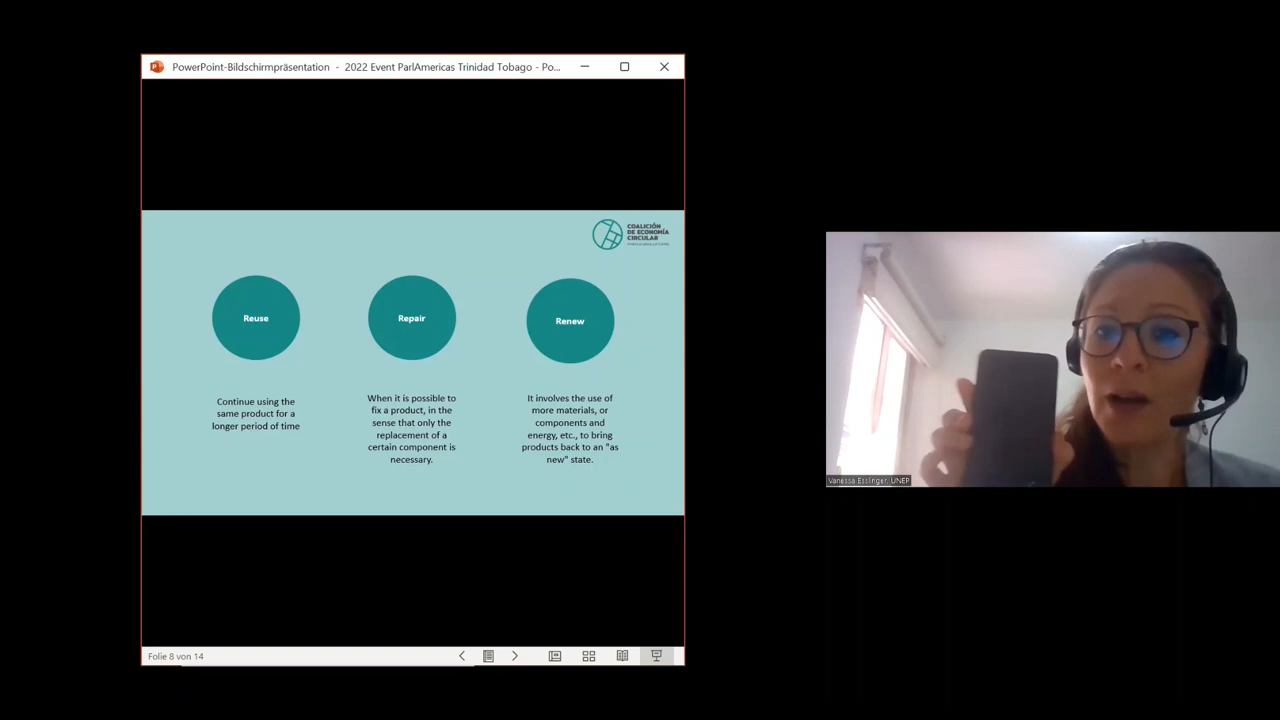 PowerPoint-Bildschirmpräsentation - 2022 Event ParlAmericas Trinidad Tobago - Po...
COALICIÓN
DE ECONOMÍA
CIRCULAR
Reuse
Continue using the
same product for a
longer period of time
Repair
When it is possible to
fix a product, in the
sense that only the
replacement of a
certain component is
necessary.
Renew
It involves the use of
more materials, or
components and
energy, etc., to bring
products back to an "as
new" state.
Vanessa Esslinger, UNEP
Folie 8 von 14